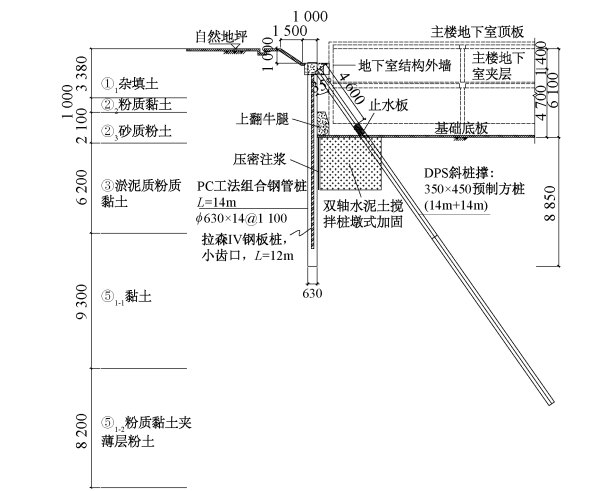 1 000
自然地坪
1 500
1 000
主楼地下室顶板
地下室结构外墙
主楼地下
室夹层
1 400
4 700
6 100
4 600
止水板
3 380
①1杂填土
1 000
②2粉质黏土
2 100
②3砂质粉土
上翻牛腿
基础底板
压密注浆
6 200
③淤泥质粉质
黏土
PC工法组合钢管桩
L=14m
ϕ630×14@1 100
双轴水泥土搅
拌桩墩式加固
DPS斜桩撑:
350×450预制方桩
(14m+14m)
8 850
拉森IV钢板桩,
小齿口, L=12m
630
9 300
⑤1-1黏土
8 200
⑤1-2粉质黏土夹
薄层粉土